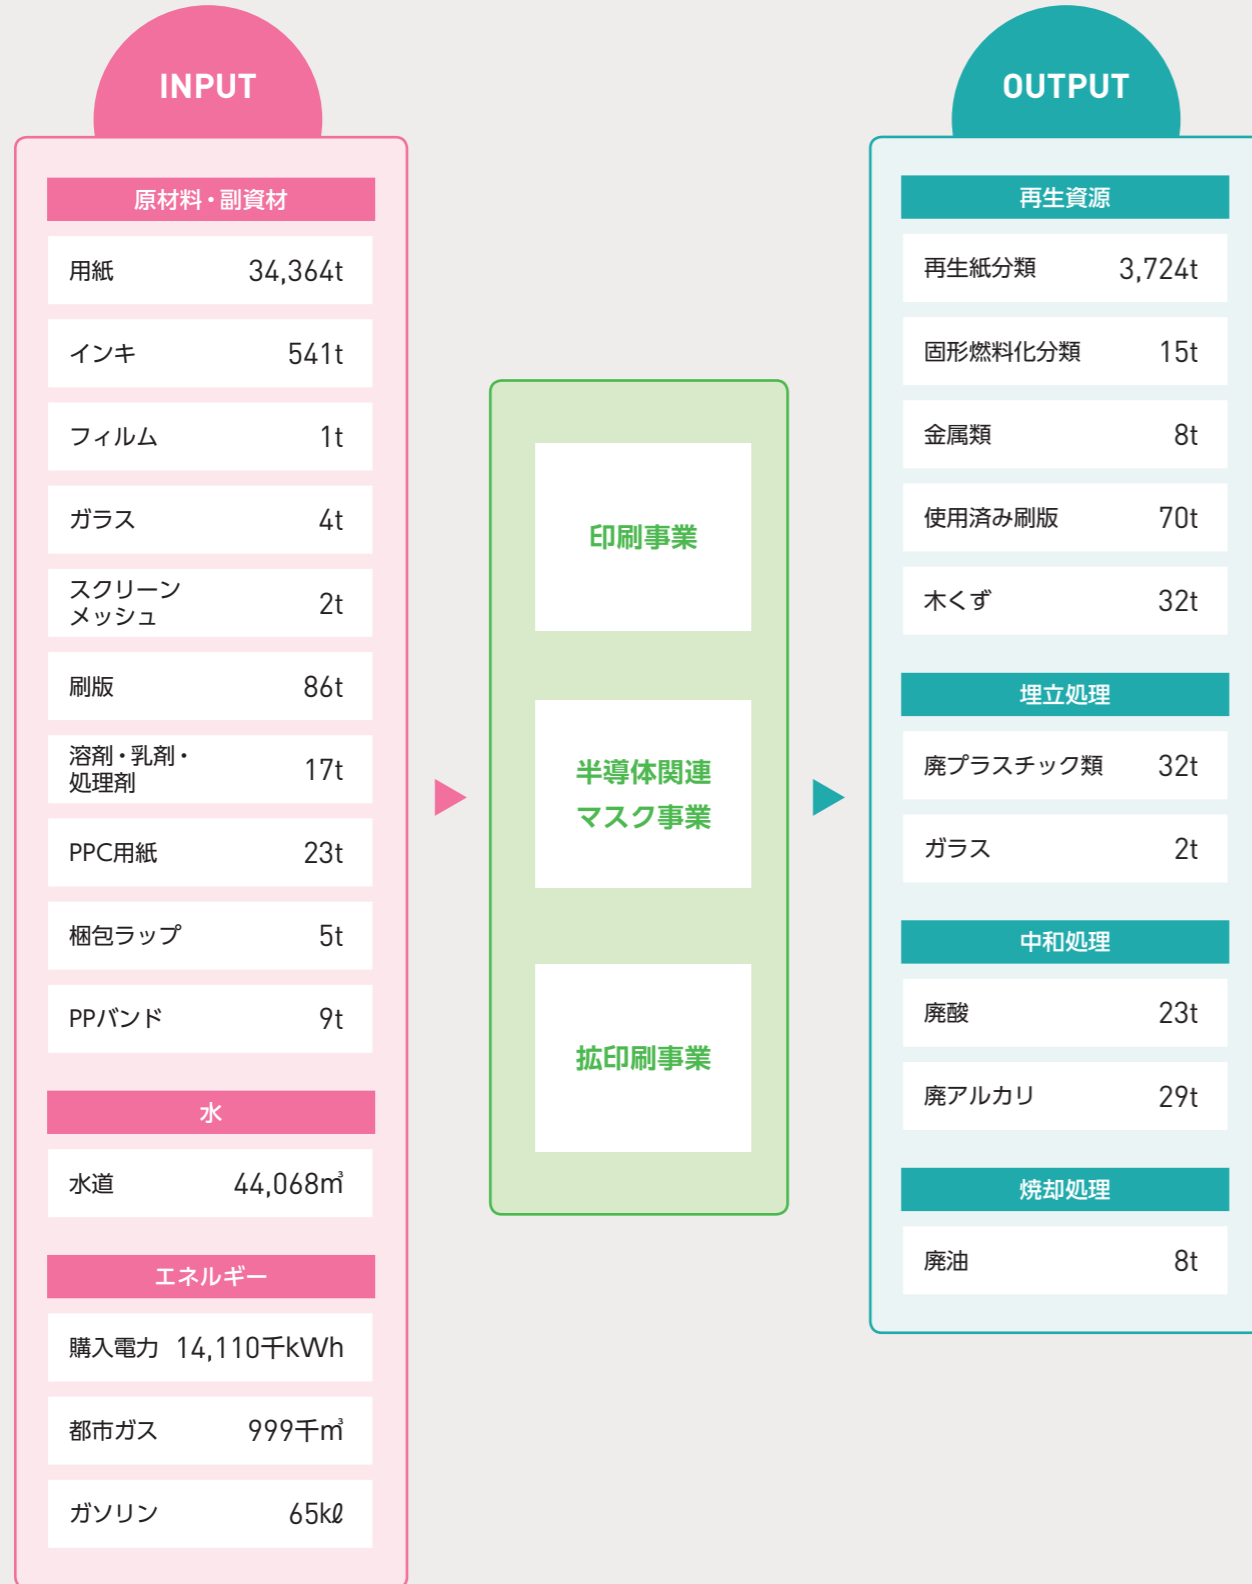 INPUT
原材料・副資材
用紙 34,364t
インキ 541t
フィルム 1t
ガラス 4t
スクリーン
メッシュ 2t
刷版 86t
溶剤・乳剤・
処理剤 17t
PPC用紙 23t
梱包ラップ 5t
PPバンド 9t
水
水道 44,068㎥
エネルギー
購入電力 14,110千kWh
都市ガス 999千㎥
ガソリン 65kℓ
印刷事業
半導体関連
マスク事業
拡印刷事業
OUTPUT
再生資源
再生紙分類 3,724t
固形燃料化分類 15t
金属類 8t
使用済み刷版 70t
木くず 32t
埋立処理
廃プラスチック類 32t
ガラス 2t
中和処理
廃酸 23t
廃アルカリ 29t
焼却処理
廃油 8t